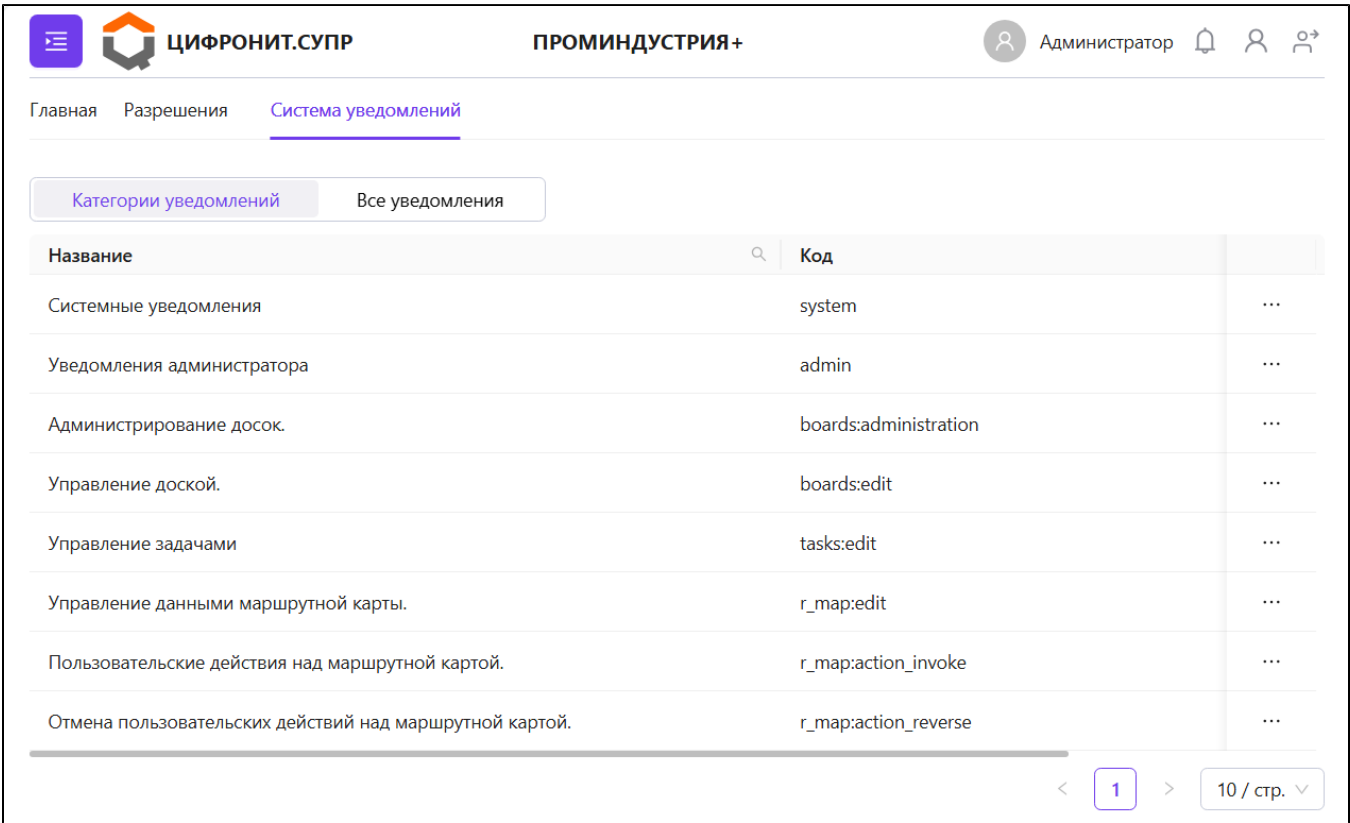 ЦИФРОНИТ.СУПР ПРОМИНДУСТРИЯ+ Администратор
Главная Разрешения Система уведомлений
Категории уведомлений Все уведомления
Название Код
Системные уведомления system
Уведомления администратора admin
Администрирование досок. boards:administration
Управление доской. boards:edit
Управление задачами tasks:edit
Управление данными маршрутной карты. r_map:edit
Пользовательские действия над маршрутной картой. r_map:action_invoke
Отмена пользовательских действий над маршрутной картой. r_map:action_reverse
< 1 > 10 / стр.